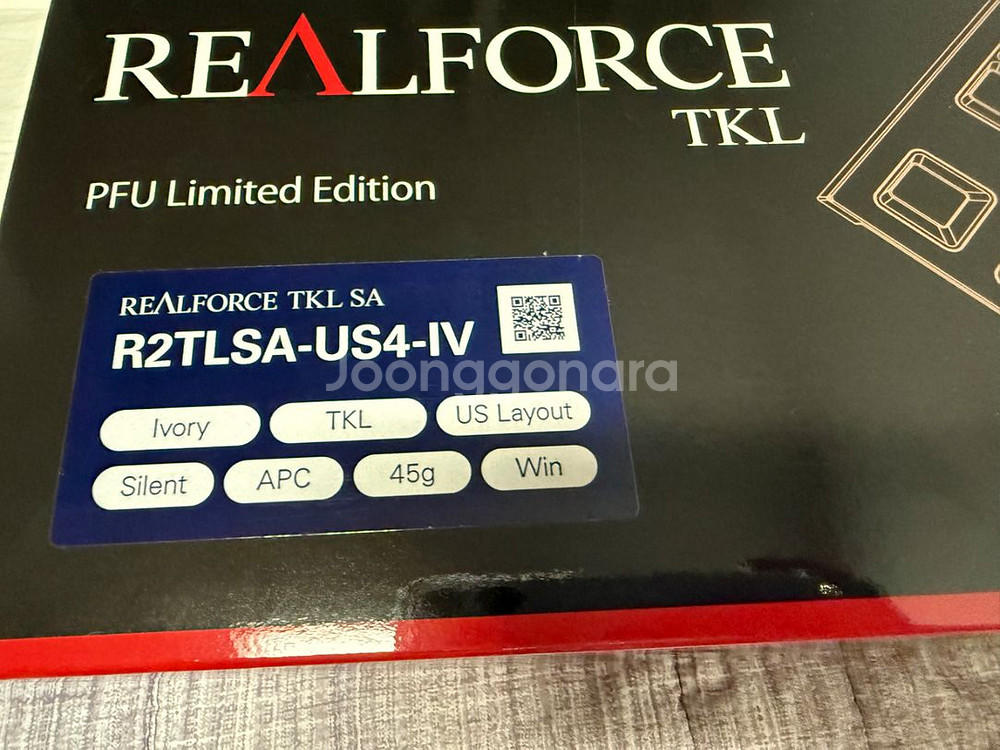 REALFORCE
TKL
PFU Limited Edition
REALFORCE TKL SA
R2TLSA-US4-IV
Joonggonara
Ivory
TKL
US Layout
Silent
APC
45g
Win